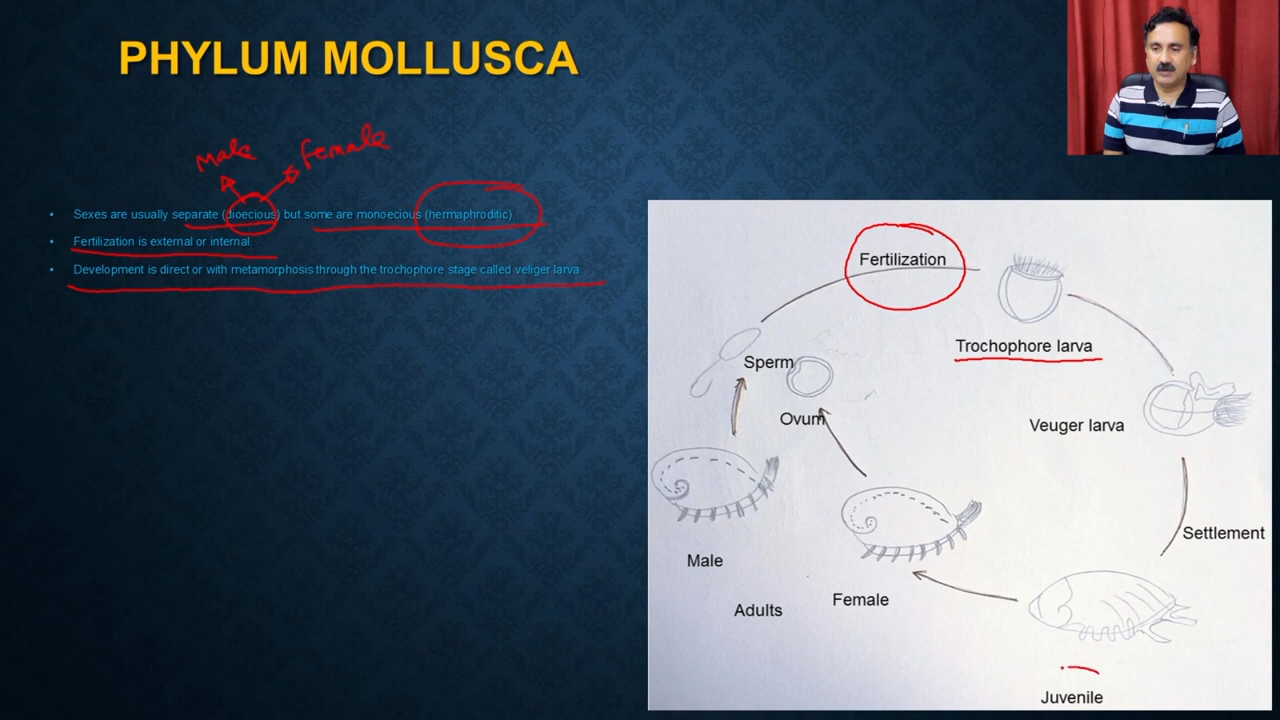 PHYLUM MOLLUSCA
Male
female
• Sexes are usually separate (dioecious) but some are monoecious (hermaphroditic)
• Fertilization is external or internal
• Development is direct or with metamorphosis through the trochophore stage called veliger larva
Fertilization
Trochophore larva
Sperm
Ovum
Veuger larva
Settlement
Male
Female
Adults
Juvenile